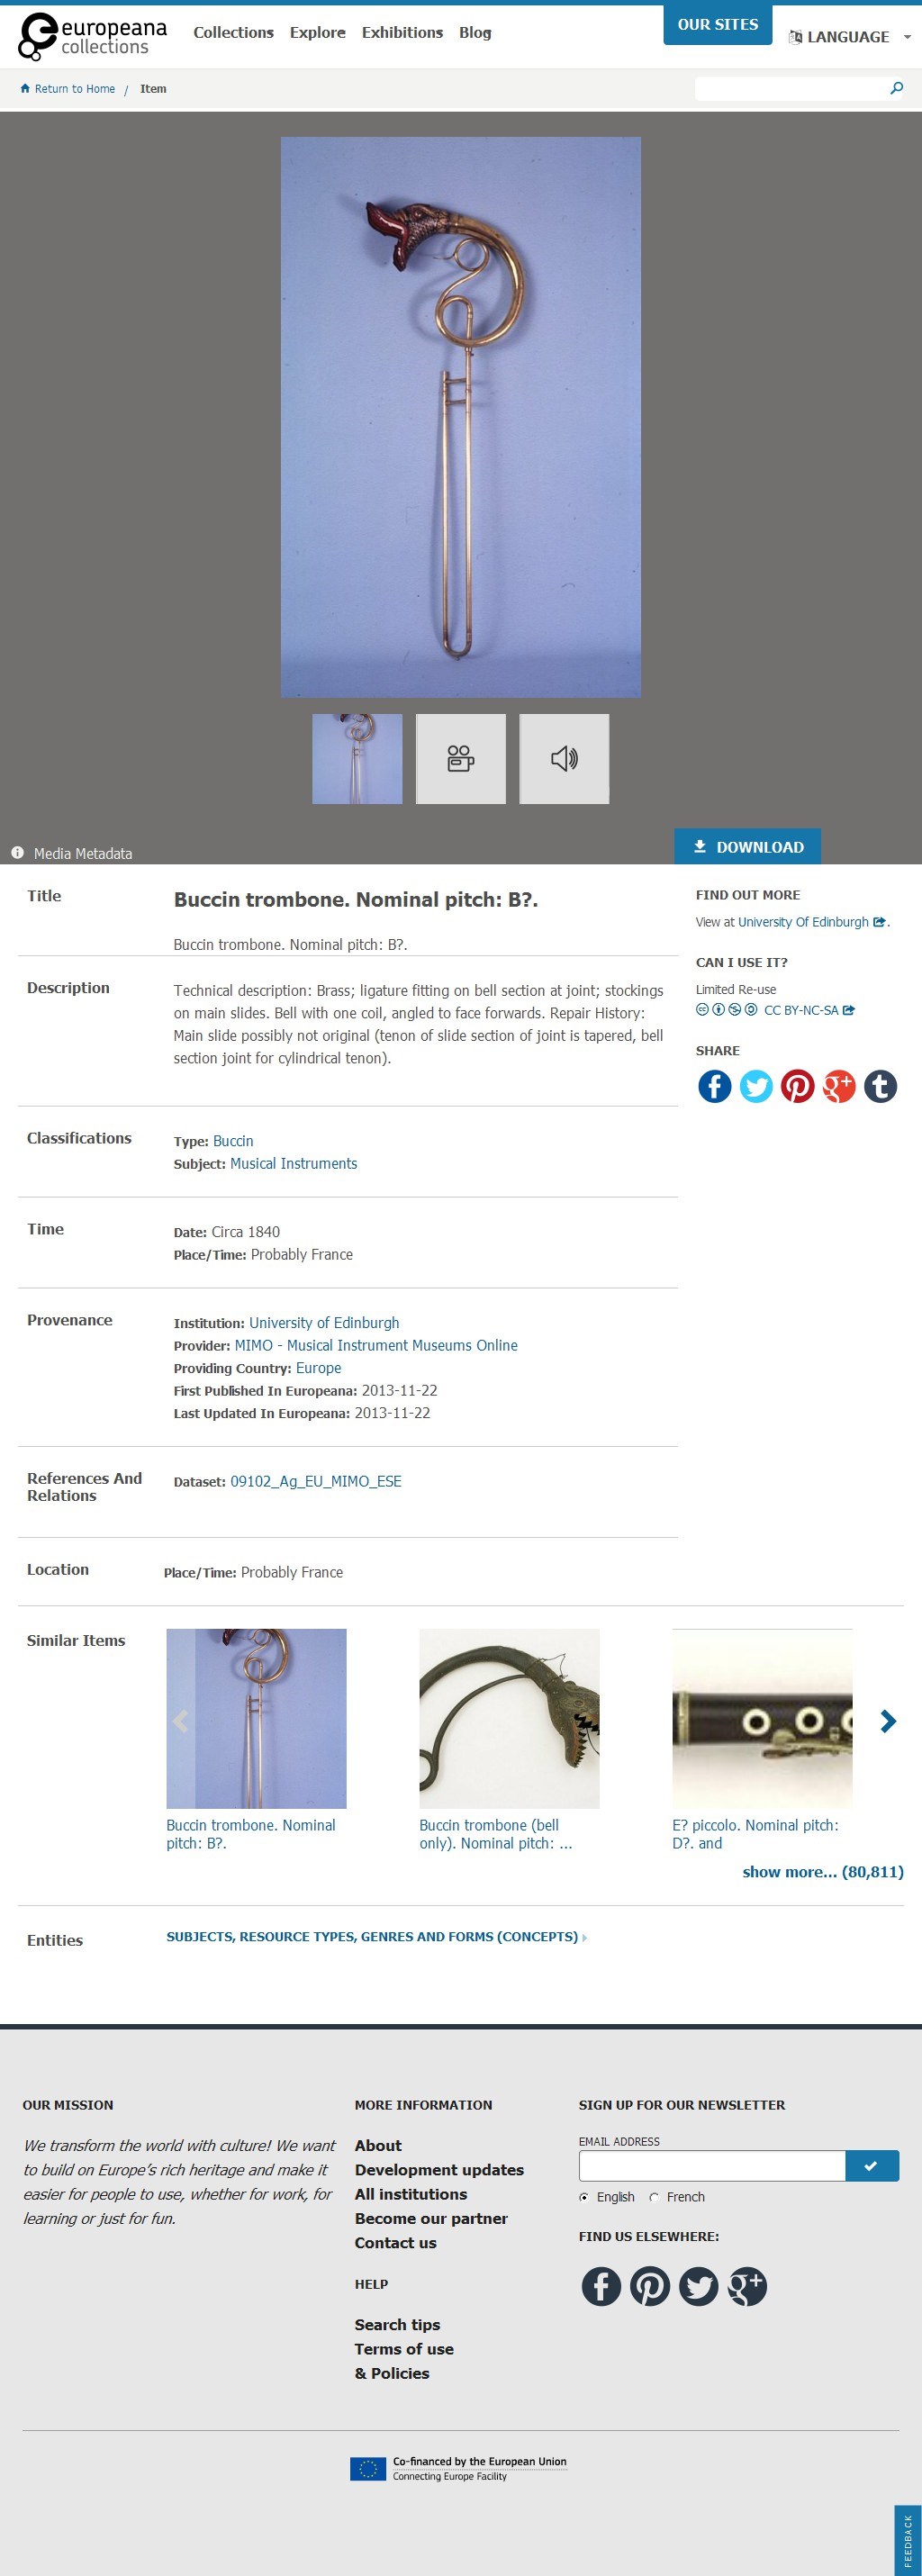 europeana
collections
Collections Explore Exhibitions Blog
OUR SITES
LANGUAGE
Return to Home / Item
Media Metadata
DOWNLOAD
Title
Buccin trombone. Nominal pitch: B?.
Buccin trombone. Nominal pitch: B?.
Description
Technical description: Brass; ligature fitting on bell section at joint; stockings
on main slides. Bell with one coil, angled to face forwards. Repair History:
Main slide possibly not original (tenon of slide section of joint is tapered, bell
section joint for cylindrical tenon).
Classifications
Type: Buccin
Subject: Musical Instruments
Time
Date: Circa 1840
Place/Time: Probably France
Provenance
Institution: University of Edinburgh
Provider: MIMO - Musical Instrument Museums Online
Providing Country: Europe
First Published In Europeana: 2013-11-22
Last Updated In Europeana: 2013-11-22
References And
Relations
Dataset: 09102_Ag_EU_MIMO_ESE
Location
Place/Time: Probably France
FIND OUT MORE
View at University Of Edinburgh .
CAN I USE IT?
Limited Re-use
CC BY-NC-SA
SHARE
Similar Items
Buccin trombone. Nominal
pitch: B?.
Buccin trombone (bell
only). Nominal pitch: ...
E? piccolo. Nominal pitch:
D?. and
show more... (80,811)
Entities
SUBJECTS, RESOURCE TYPES, GENRES AND FORMS (CONCEPTS)
OUR MISSION
We transform the world with culture! We want
to build on Europe’s rich heritage and make it
easier for people to use, whether for work, for
learning or just for fun.
MORE INFORMATION
About
Development updates
All institutions
Become our partner
Contact us
HELP
Search tips
Terms of use
& Policies
SIGN UP FOR OUR NEWSLETTER
EMAIL ADDRESS
English French
FIND US ELSEWHERE:
Co-financed by the European Union
Connecting Europe Facility
FEEDBACK